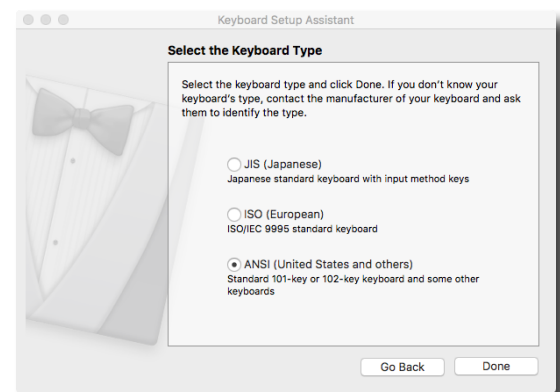 Keyboard Setup Assistant
Select the Keyboard Type
Select the keyboard type and click Done. If you don't know your
keyboard's type, contact the manufacturer of your keyboard and ask
them to identify the type.
JIS (Japanese)
Japanese standard keyboard with input method keys
ISO (European)
ISO/IEC 9995 standard keyboard
ANSI (United States and others)
Standard 101-key or 102-key keyboard and some other
keyboards
Go Back
Done